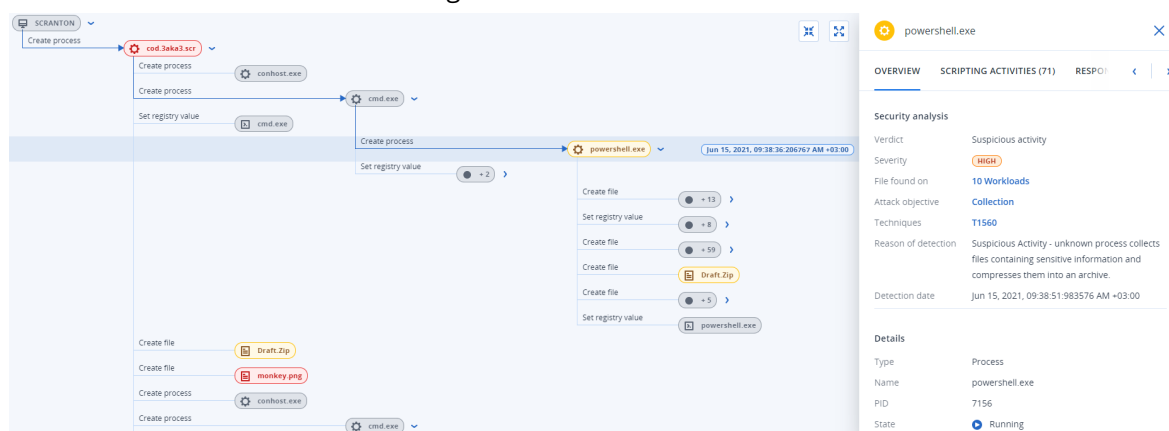 SCRANTON
Create process
cod.3aka3.scr
Create process
conhost.exe
Create process
cmd.exe
Set registry value
cmd.exe
Create process
powershell.exe
Jun 15, 2021, 09:38:36:206767 AM +03:00
Set registry value
+ 2
Create file
+ 13
Set registry value
+ 8
Create file
+ 59
Create file
Draft.Zip
Create file
+ 5
Set registry value
powershell.exe
Create file
Draft.Zip
Create file
monkey.png
Create process
conhost.exe
Create process
cmd.exe
powershell.exe
OVERVIEW SCRIPTING ACTIVITIES (71) RESPO
Security analysis
Verdict Suspicious activity
Severity HIGH
File found on 10 Workloads
Attack objective Collection
Techniques T1560
Reason of detection Suspicious Activity - unknown process collects
files containing sensitive information and
compresses them into an archive.
Detection date Jun 15, 2021, 09:38:51:983576 AM +03:00
Details
Type Process
Name powershell.exe
PID 7156
State Running